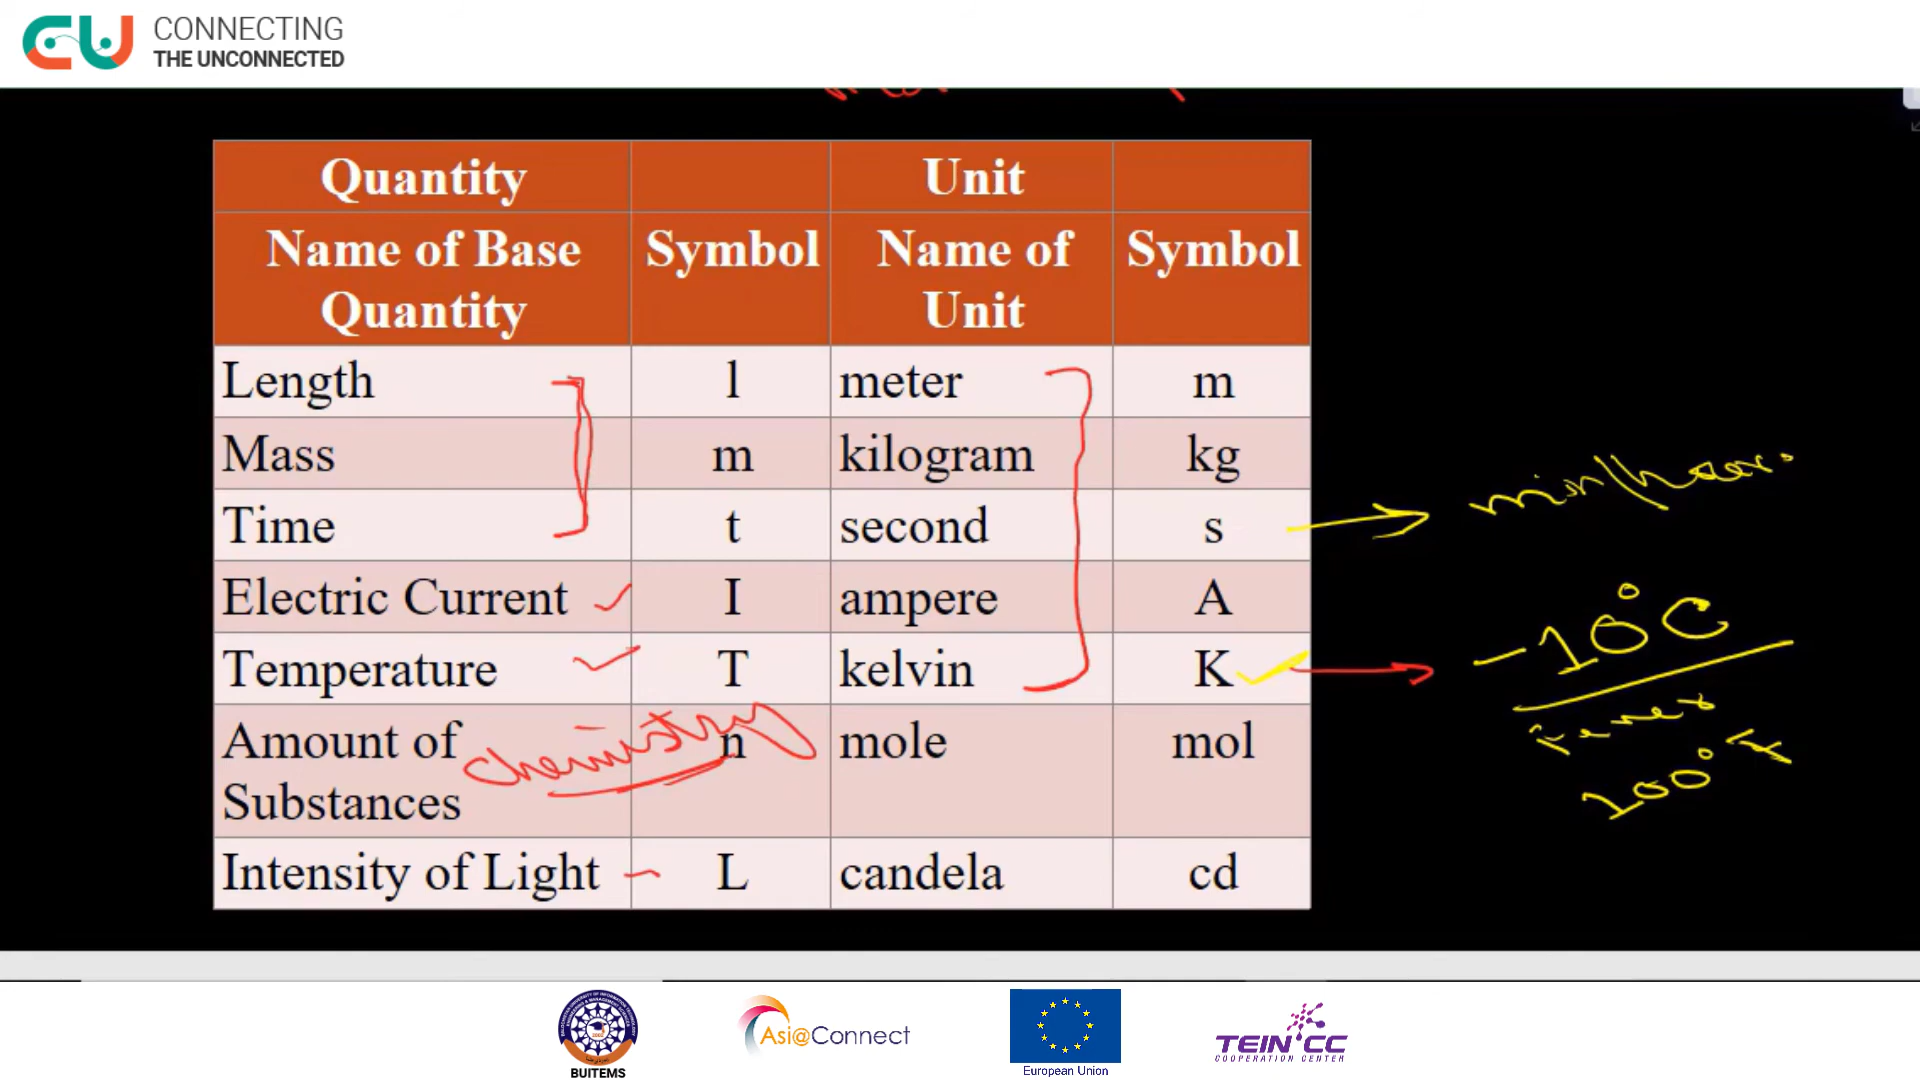 CONNECTING
THE UNCONNECTED
Quantity Unit
Name of Base Quantity Symbol Name of Unit Symbol
Length l meter m
Mass m kilogram kg
Time t second s
min/hour.
Electric Current I ampere A
-10°C
Temperature T kelvin K
Amount of Substances n mole mol
chemistry
100°
Intensity of Light L candela cd
BUITEMS
Asi@Connect
European Union
TEIN*CC
COOPERATION CENTER